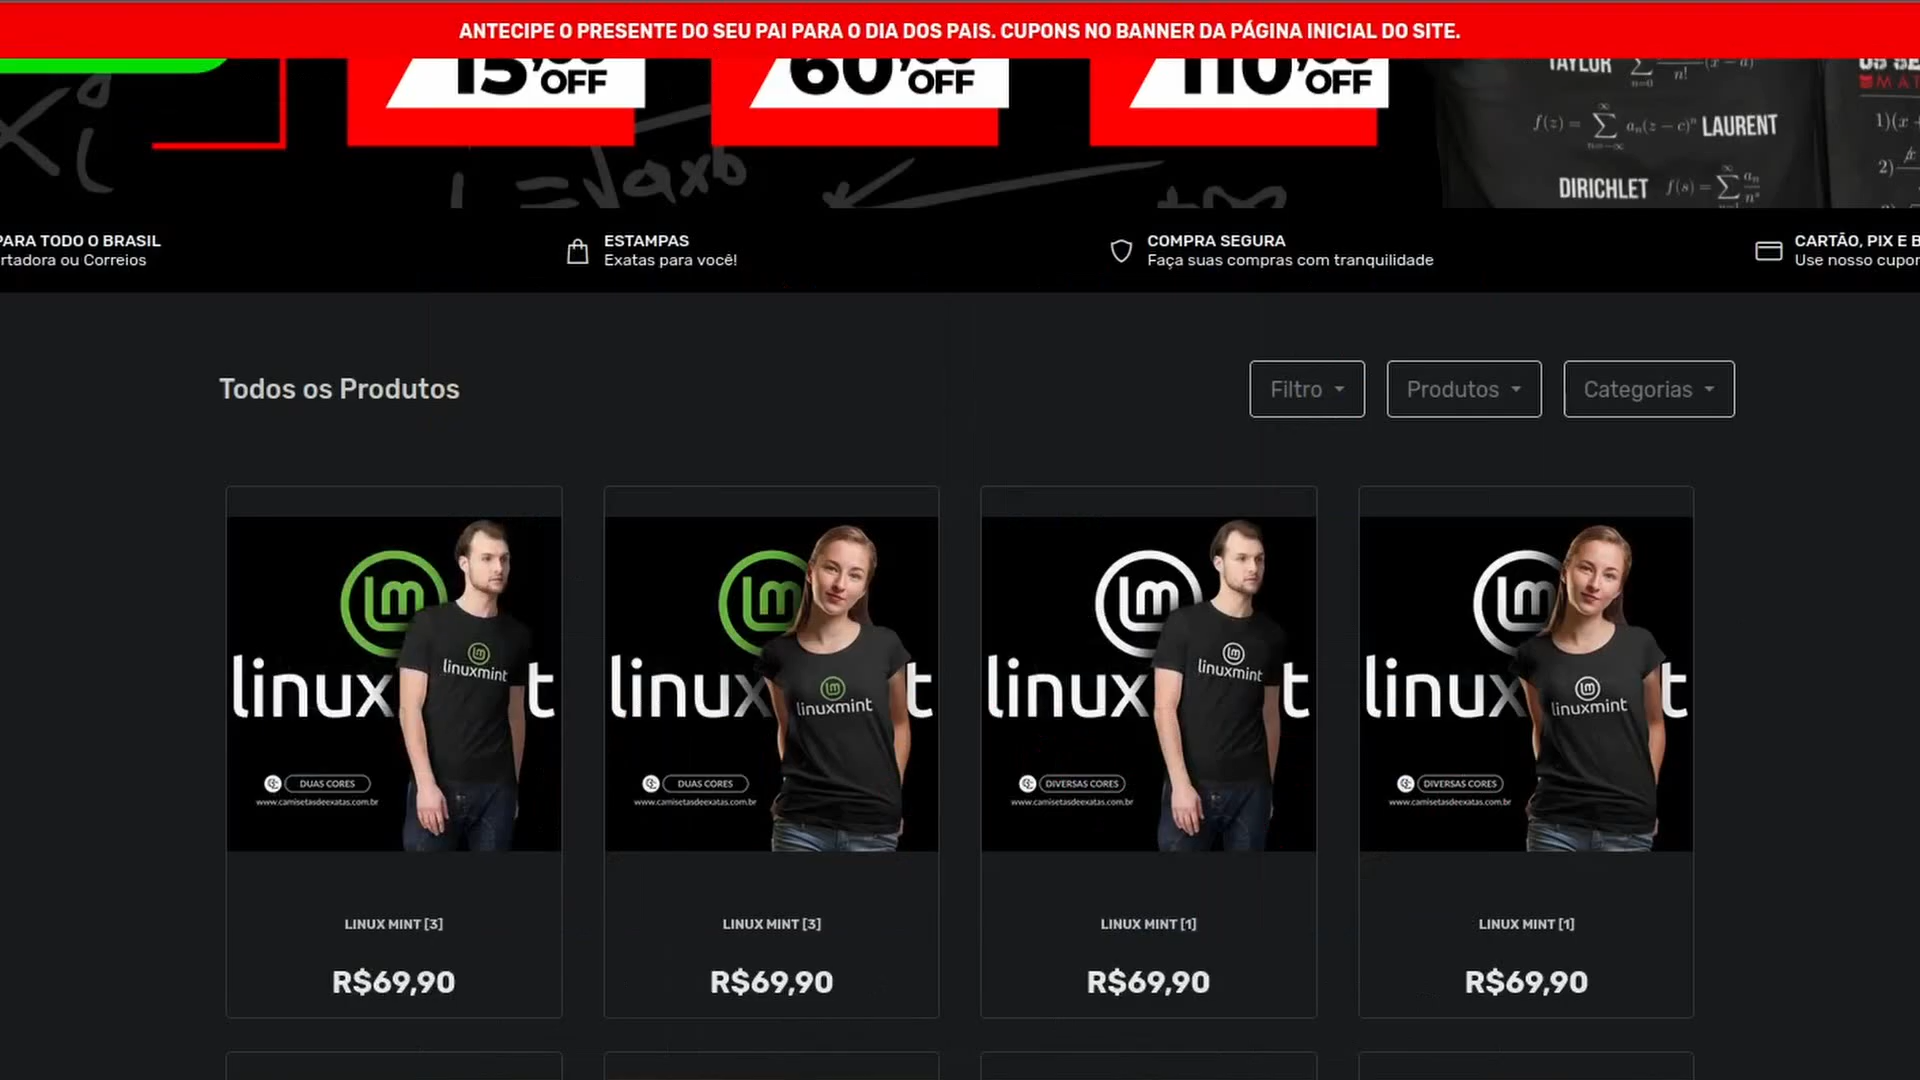 ANTECIPE O PRESENTE DO SEU PAI PARA O DIA DOS PAIS. CUPONS NO BANNER DA PÁGINA INICIAL DO SITE.
OFF
OFF
OFF
TAYLOR
LAURENT
DIRICHLET
PARA TODO O BRASIL
rtadora ou Correios
ESTAMPAS
Exatas para você!
COMPRA SEGURA
Faça suas compras com tranquilidade
CARTÃO, PIX E B
Use nosso cupor
Todos os Produtos
Filtro
Produtos
Categorias
linux t
linuxmint
DUAS CORES
www.camisetasdeexatas.com.br
LINUX MINT [3]
R$69,90
linux t
linuxmint
DUAS CORES
www.camisetasdeexatas.com.br
LINUX MINT [3]
R$69,90
linux t
linuxmint
DIVERSAS CORES
www.camisetasdeexatas.com.br
LINUX MINT [1]
R$69,90
linux t
linuxmint
DIVERSAS CORES
www.camisetasdeexatas.com.br
LINUX MINT [1]
R$69,90